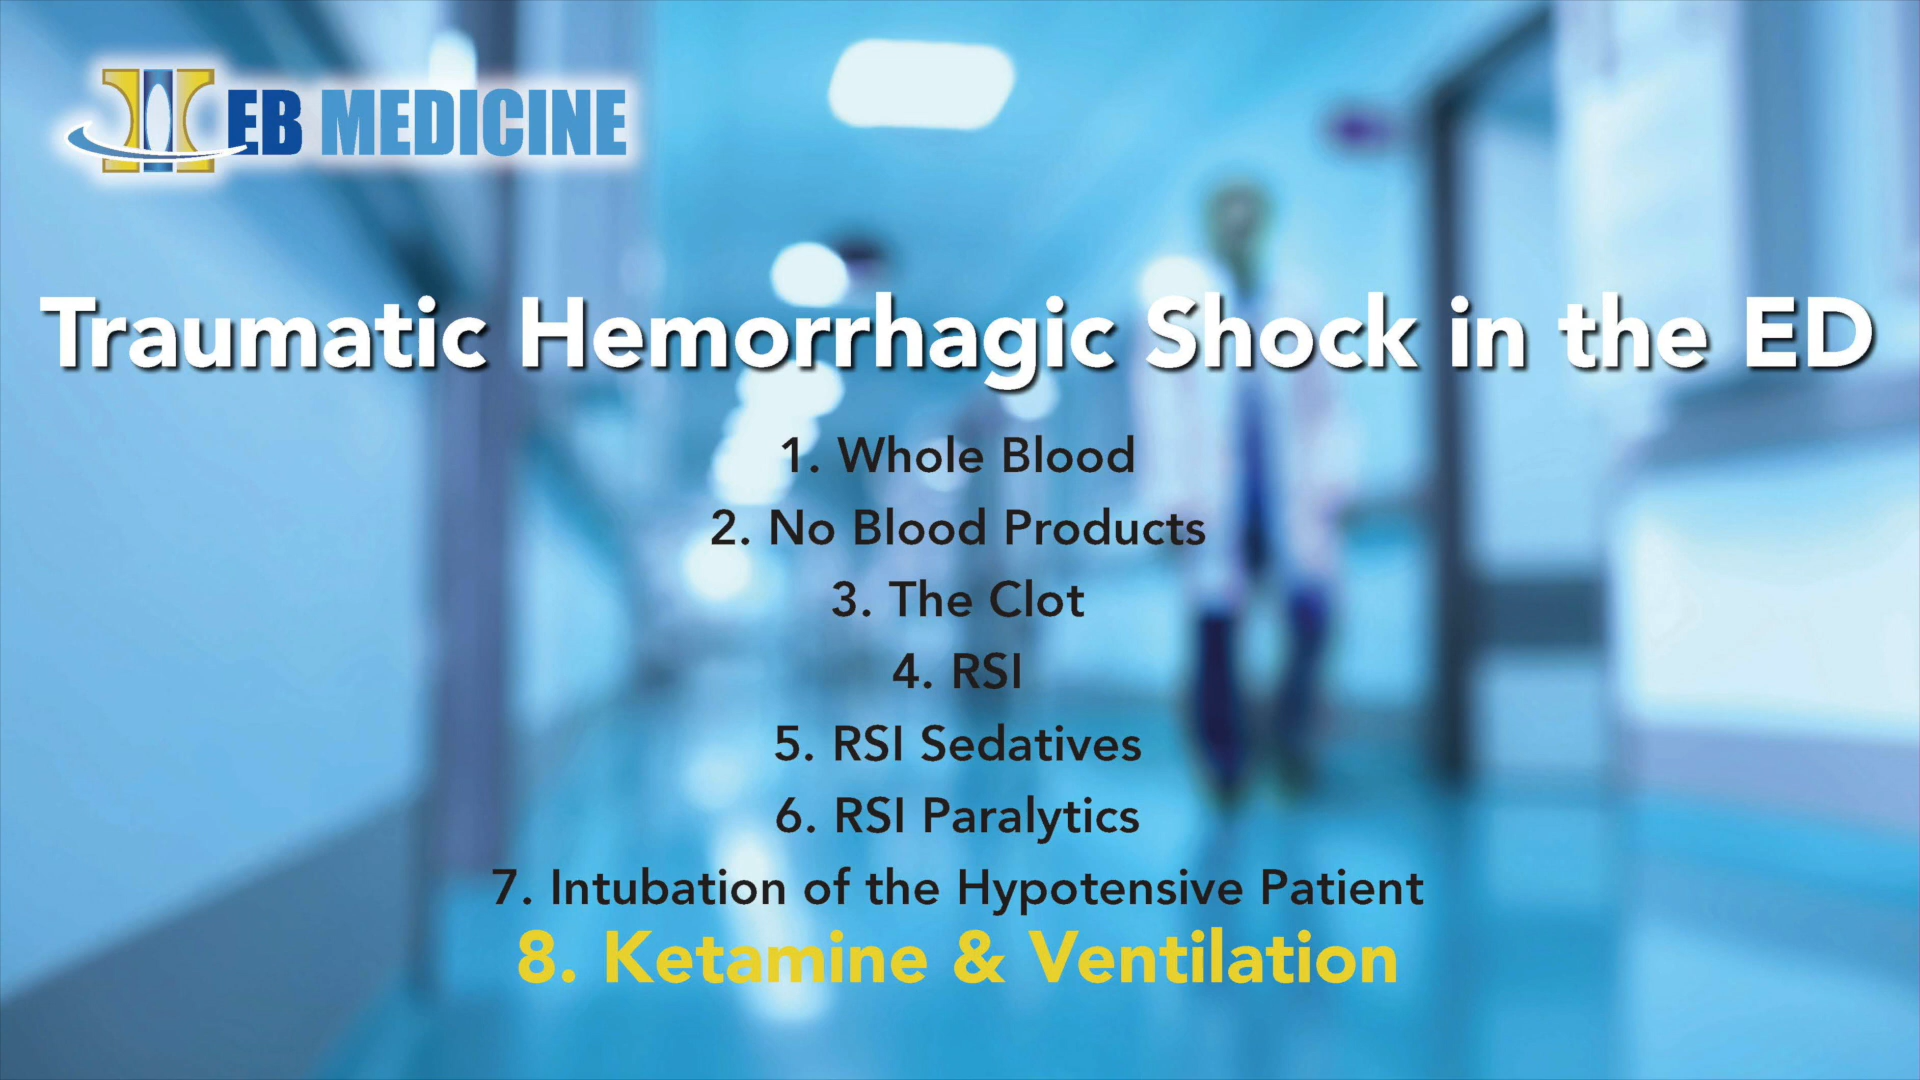 EB MEDICINE
Traumatic Hemorrhagic Shock in the ED
1. Whole Blood
2. No Blood Products
3. The Clot
4. RSI
5. RSI Sedatives
6. RSI Paralytics
7. Intubation of the Hypotensive Patient
8. Ketamine & Ventilation